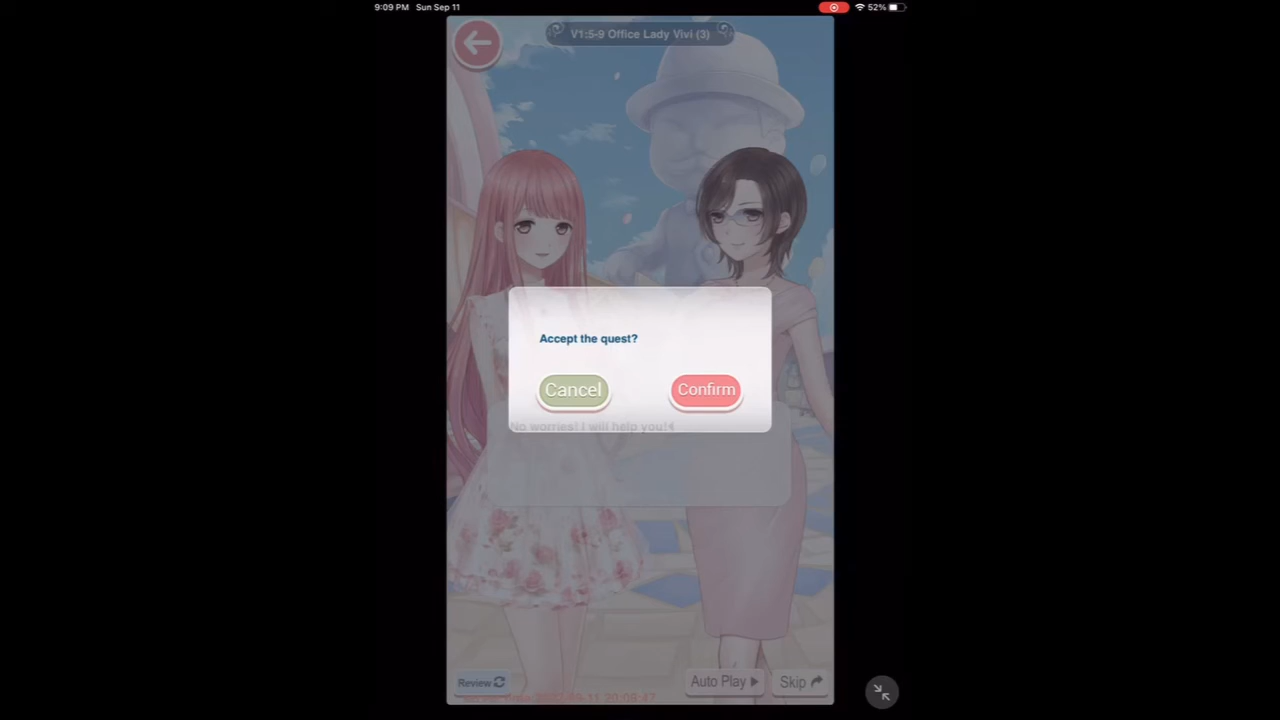 9:09 PM Sun Sep 11
52%
V1:5-9 Office Lady Vivi (3)
Accept the quest?
Cancel
Confirm
No worries! I will help you!
Review
Auto Play
Skip